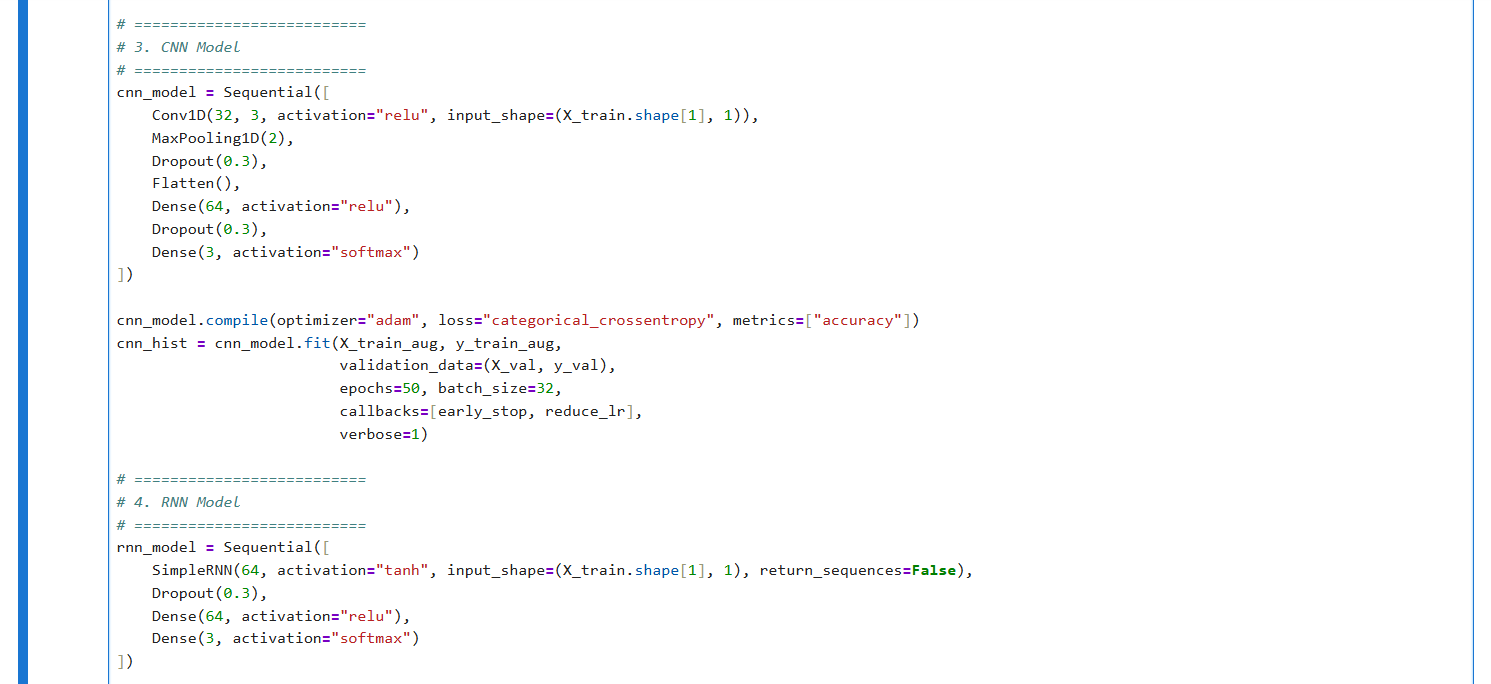 # ==========================
# 3. CNN Model
# ==========================
cnn_model = Sequential([
    Conv1D(32, 3, activation="relu", input_shape=(X_train.shape[1], 1)),
    MaxPooling1D(2),
    Dropout(0.3),
    Flatten(),
    Dense(64, activation="relu"),
    Dropout(0.3),
    Dense(3, activation="softmax")
])

cnn_model.compile(optimizer="adam", loss="categorical_crossentropy", metrics=["accuracy"])
cnn_hist = cnn_model.fit(X_train_aug, y_train_aug,
                         validation_data=(X_val, y_val),
                         epochs=50, batch_size=32,
                         callbacks=[early_stop, reduce_lr],
                         verbose=1)

# ==========================
# 4. RNN Model
# ==========================
rnn_model = Sequential([
    SimpleRNN(64, activation="tanh", input_shape=(X_train.shape[1], 1), return_sequences=False),
    Dropout(0.3),
    Dense(64, activation="relu"),
    Dense(3, activation="softmax")
])